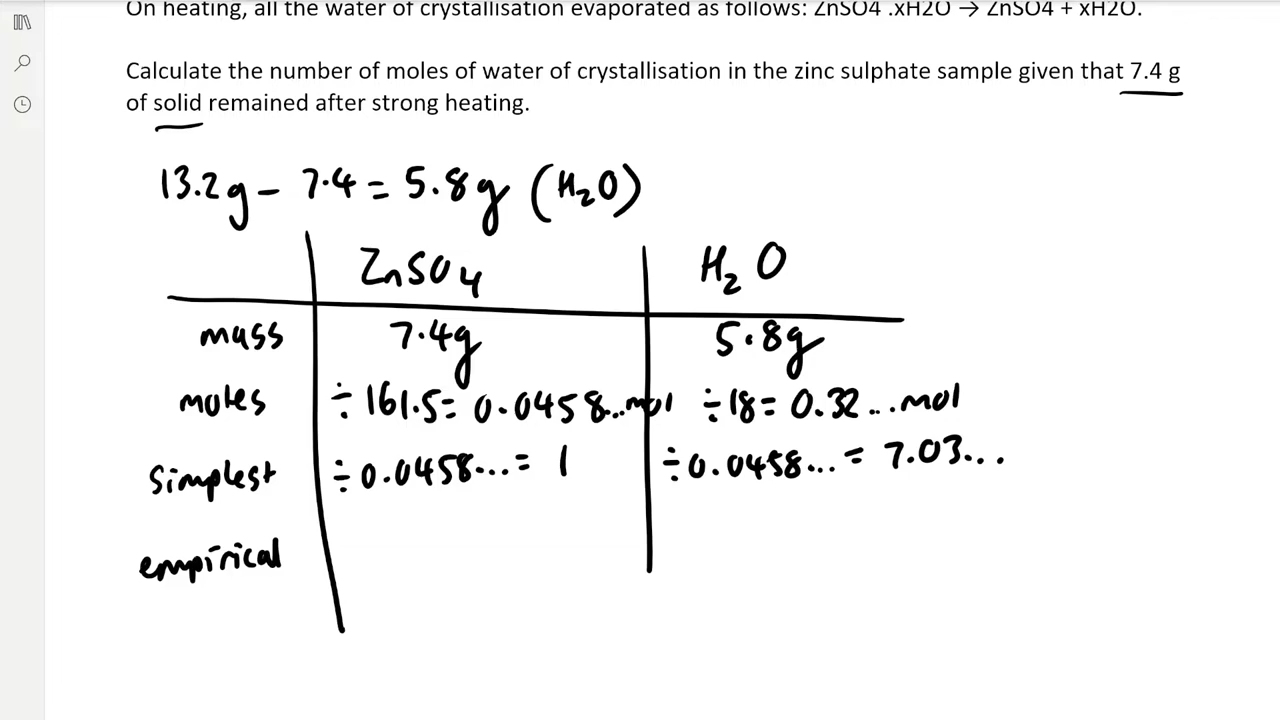 On heating, all the water of crystallisation evaporated as follows: ZnSO4 .xH2O → ZnSO4 + xH2O.
Calculate the number of moles of water of crystallisation in the zinc sulphate sample given that 7.4 g
of solid remained after strong heating.
13.2g - 7.4 = 5.8g (H₂O)
ZnSO4 H₂O
mass 7.4g 5.8g
moles ÷ 161.5 = 0.0458...mol ÷ 18 = 0.32...mol
simplest ÷ 0.0458... = 1 ÷ 0.0458... = 7.03...
empirical